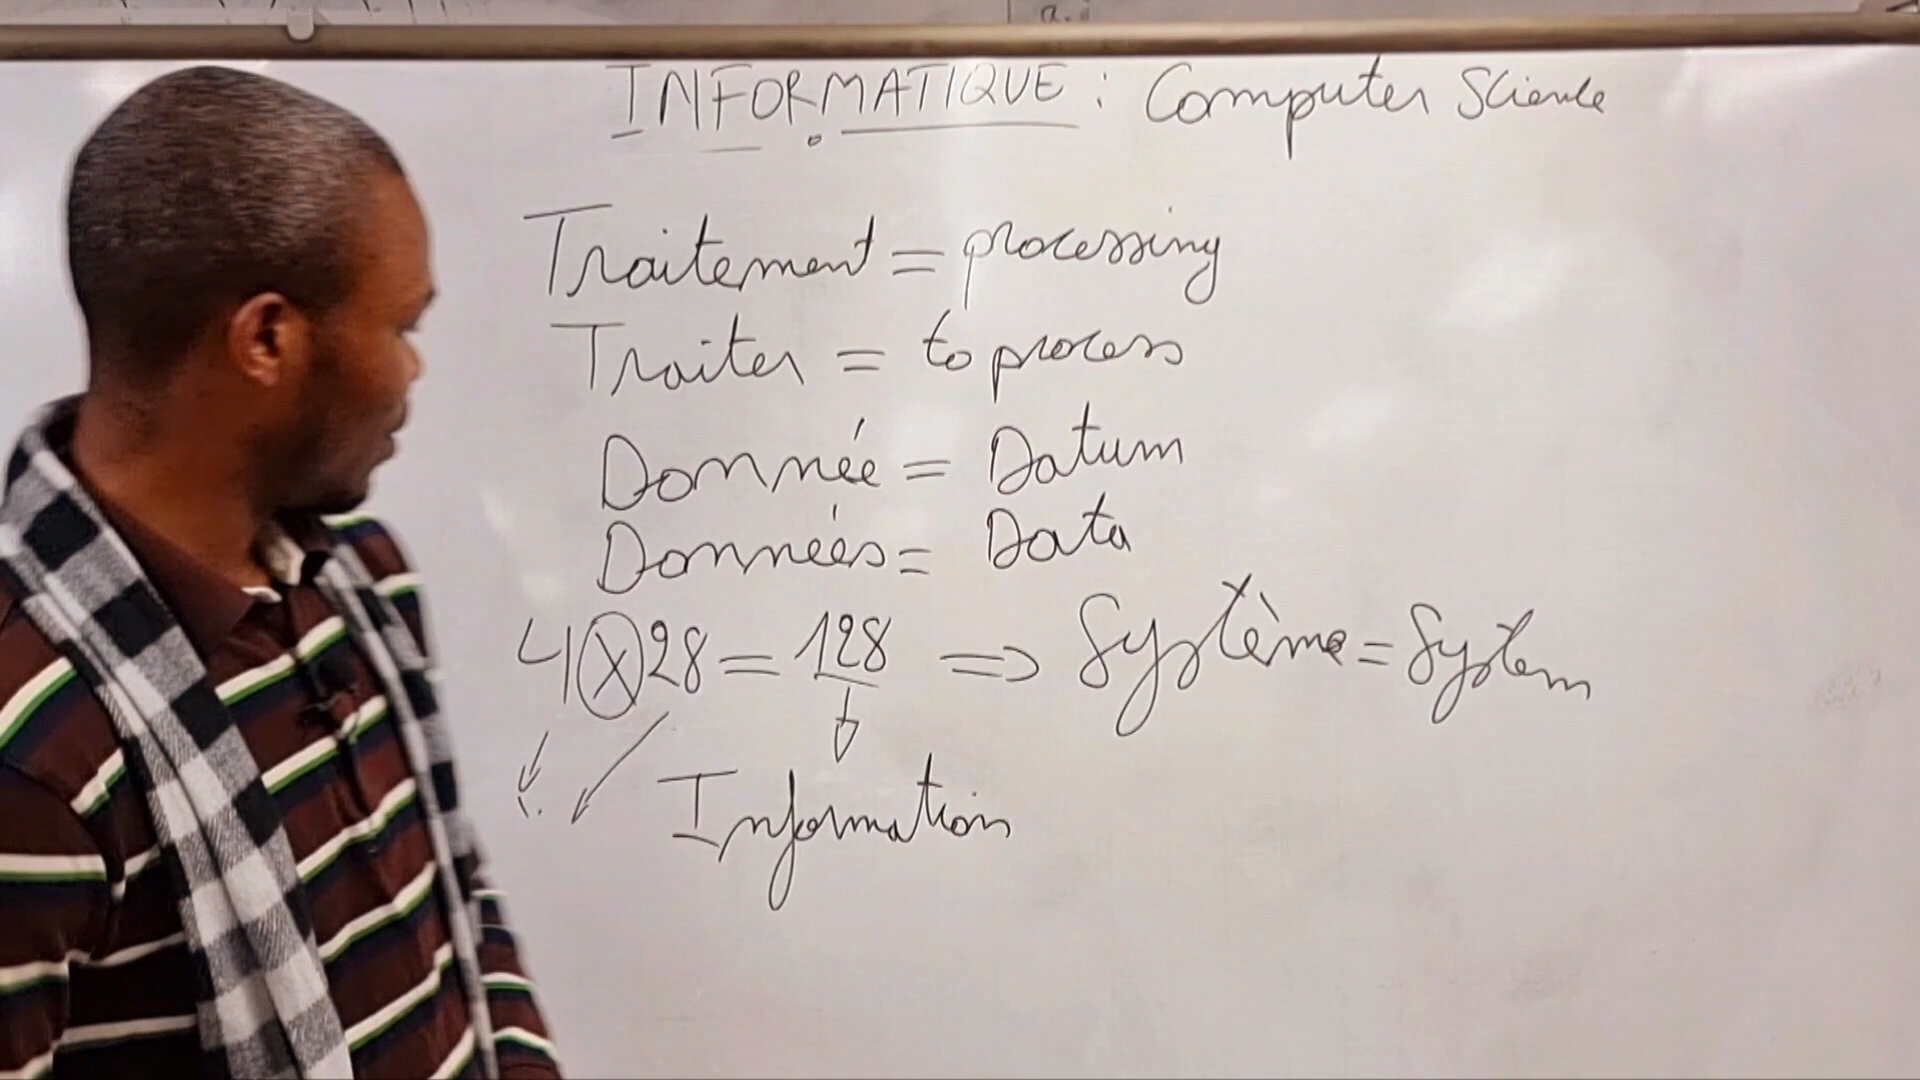 INFORMATIQUE : Computer Science
Traitement = processing
Traiter = to process
Donnée = Datum
Données = Data
4 x 28 = 128 => Système = System
Information